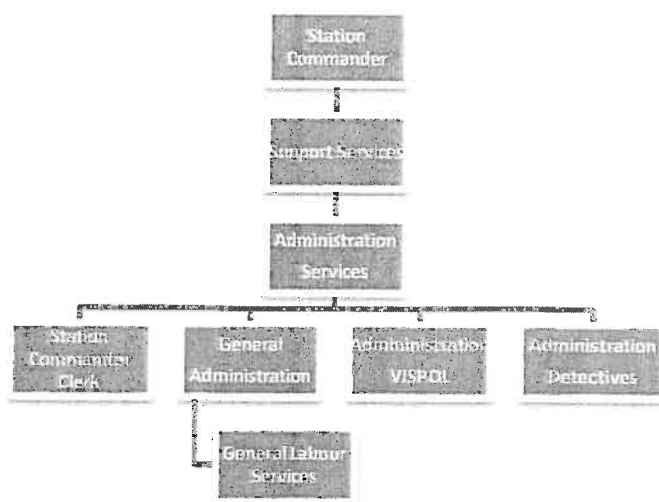 Station
Commander
Support Services
Administration
Services
Station
Commander
Clerk
General
Administration
Administration
VISPOL
Administration
Detectives
General Labour
Services